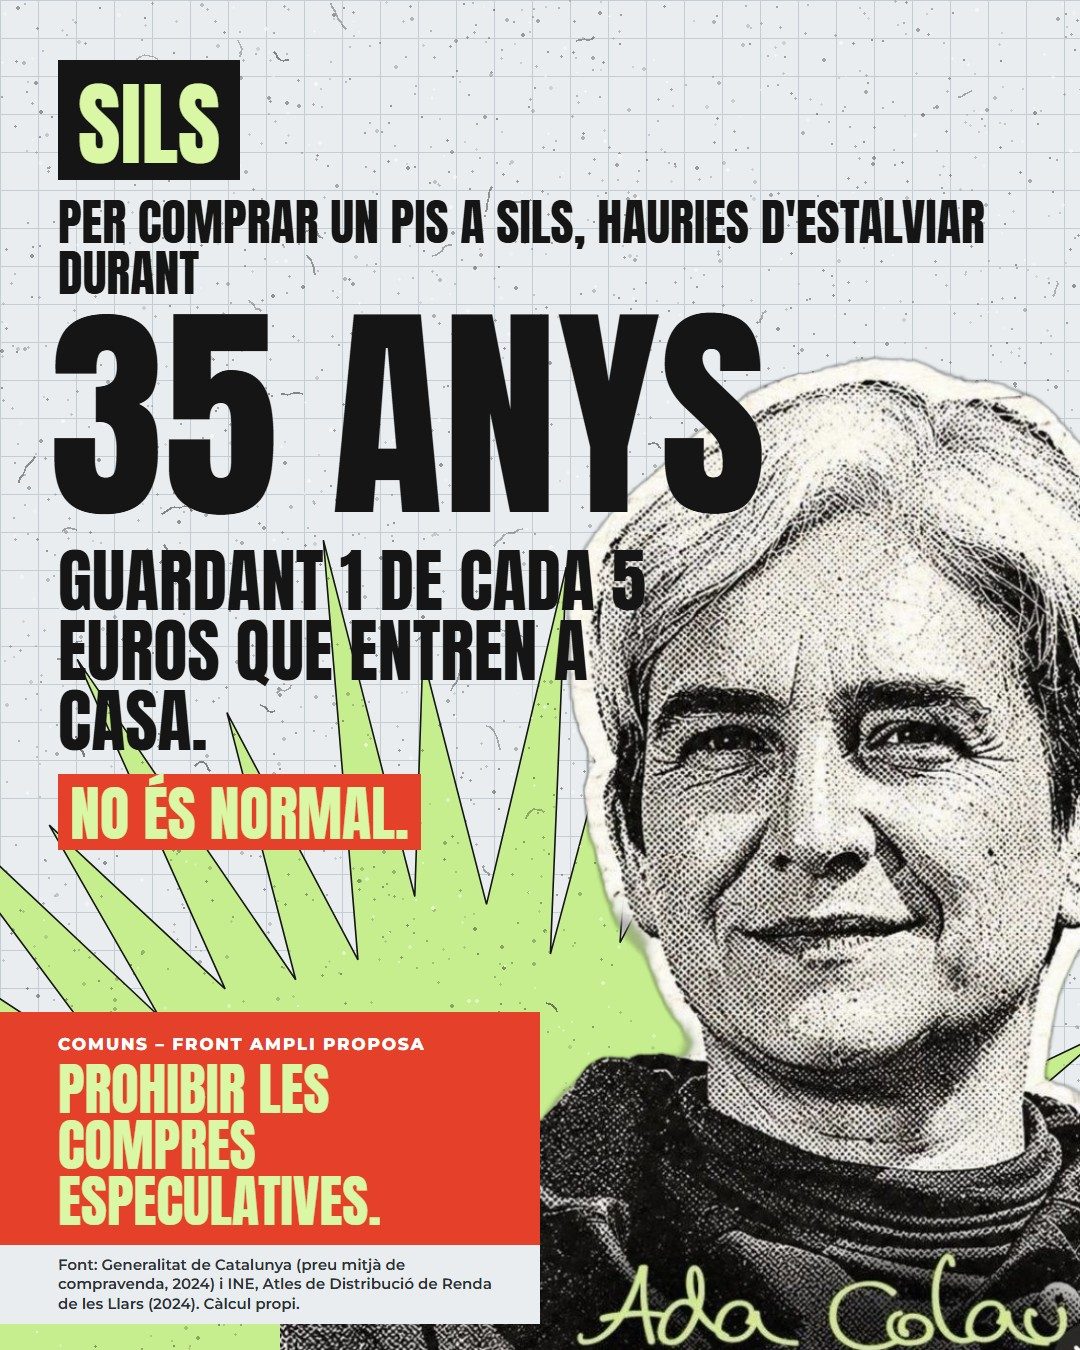 SILS
PER COMPRAR UN PIS A SILS, HAURIES D'ESTALVIAR
DURANT
35 ANYS
GUARDANT 1 DE CADA 5
EUROS QUE ENTREN A
CASA.
NO ÉS NORMAL.
COMUNS – FRONT AMPLI PROPOSA
PROHIBIR LES
COMPRES
ESPECULATIVES.
Font: Generalitat de Catalunya (preu mitjà de
compravenda, 2024) i INE, Atles de Distribució de Renda
de les Llars (2024). Càlcul propi.
Ada Colau